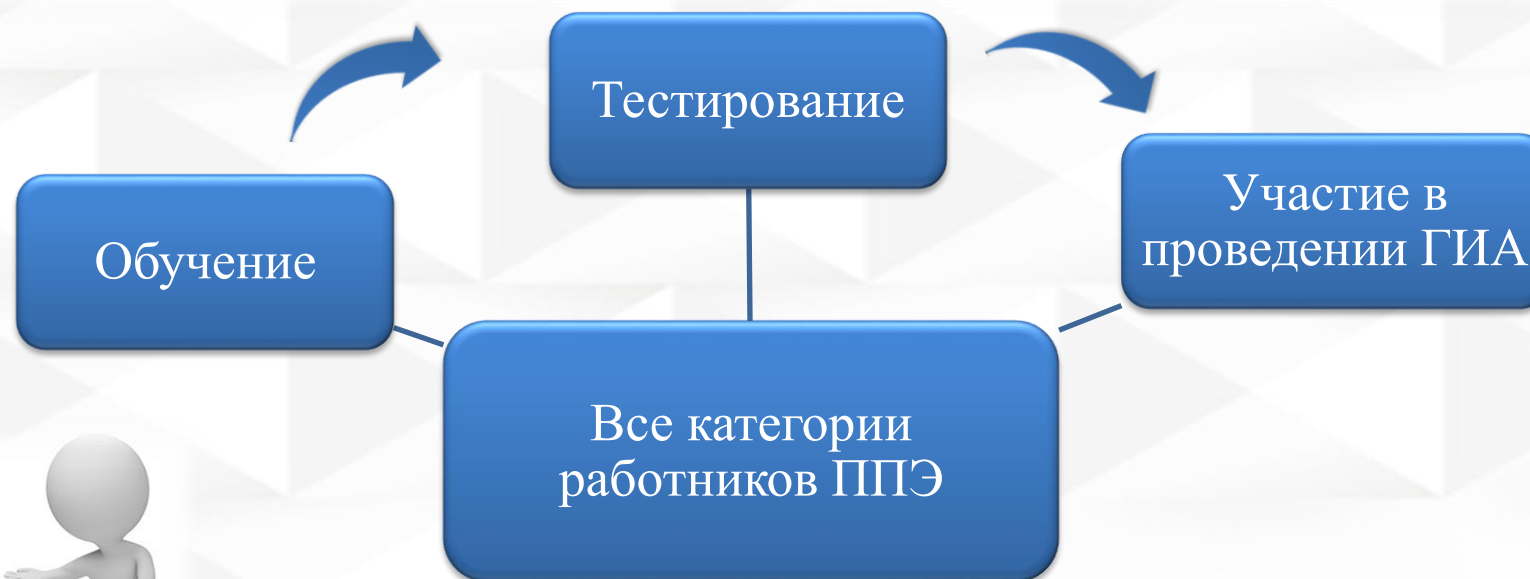 Тестирование
Обучение
Участие в
проведении ГИА
Все категории
работников ППЭ